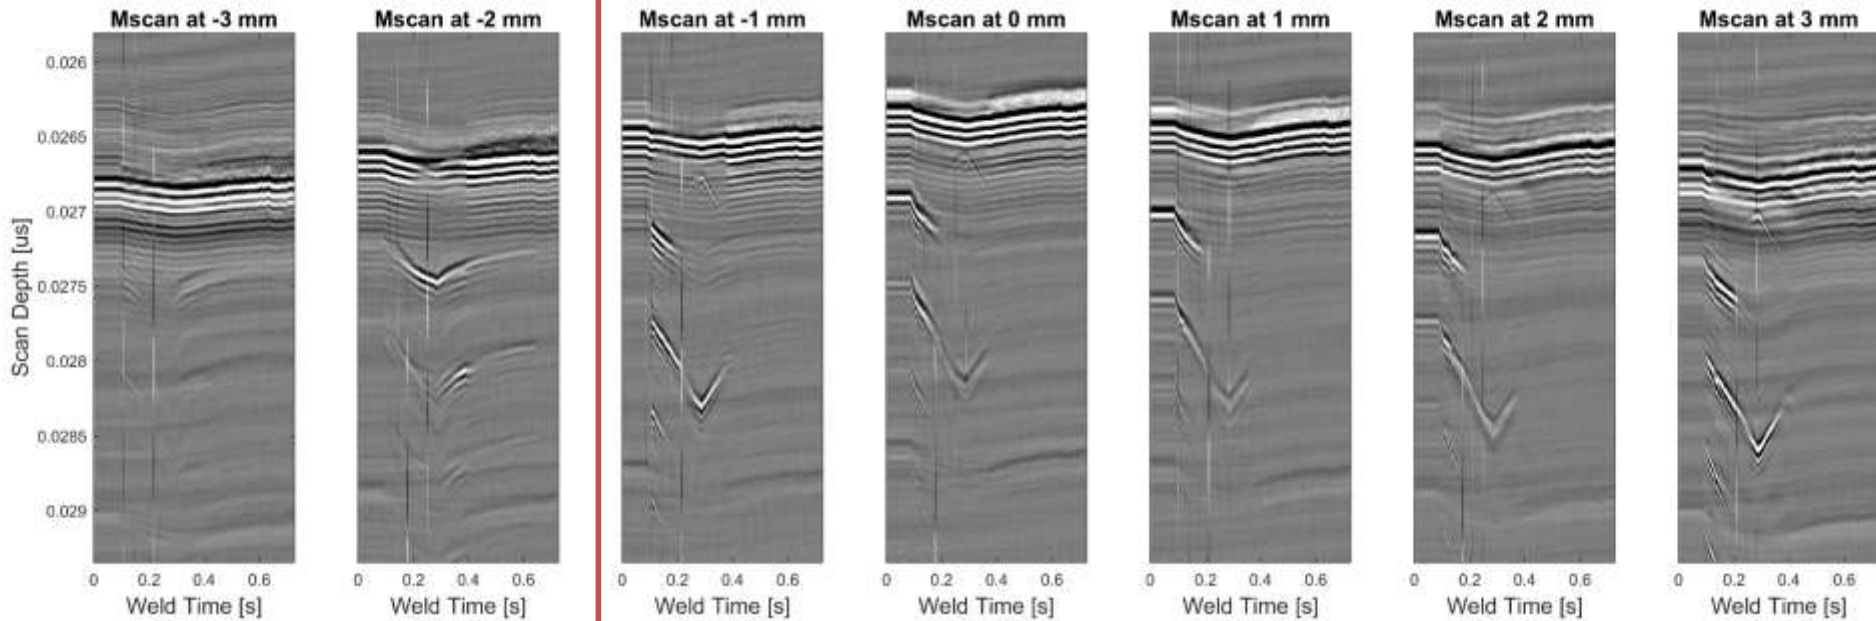 Mscan at -3 mm
Mscan at -2 mm
Mscan at -1 mm
Mscan at 0 mm
Mscan at 1 mm
Mscan at 2 mm
Mscan at 3 mm
Scan Depth [us]
0.026
0.0265
0.027
0.0275
0.028
0.0285
0.029
0 0.2 0.4 0.6
0 0.2 0.4 0.6
0 0.2 0.4 0.6
0 0.2 0.4 0.6
0 0.2 0.4 0.6
0 0.2 0.4 0.6
0 0.2 0.4 0.6
Weld Time [s]
Weld Time [s]
Weld Time [s]
Weld Time [s]
Weld Time [s]
Weld Time [s]
Weld Time [s]